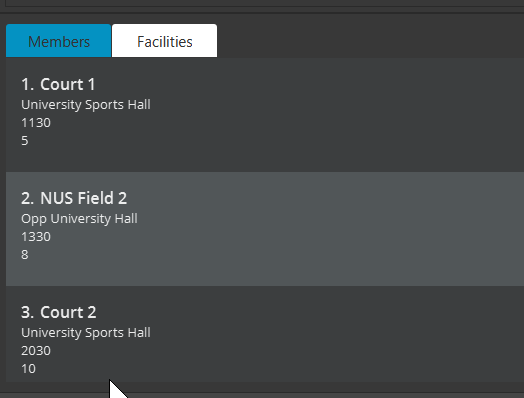 Members Facilities
1. Court 1
University Sports Hall
1130
5
2. NUS Field 2
Opp University Hall
1330
8
3. Court 2
University Sports Hall
2030
10